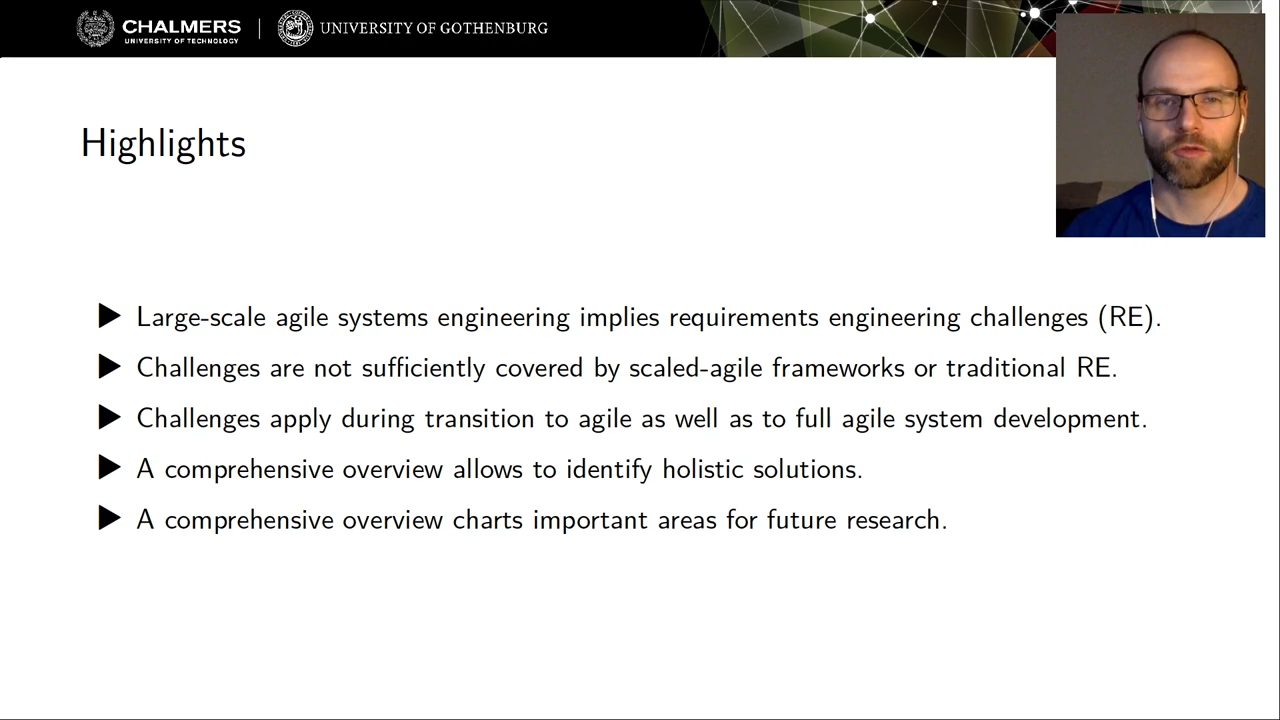 CHALMERS
UNIVERSITY OF TECHNOLOGY
UNIVERSITY OF GOTHENBURG
Highlights
Large-scale agile systems engineering implies requirements engineering challenges (RE).
Challenges are not sufficiently covered by scaled-agile frameworks or traditional RE.
Challenges apply during transition to agile as well as to full agile system development.
A comprehensive overview allows to identify holistic solutions.
A comprehensive overview charts important areas for future research.